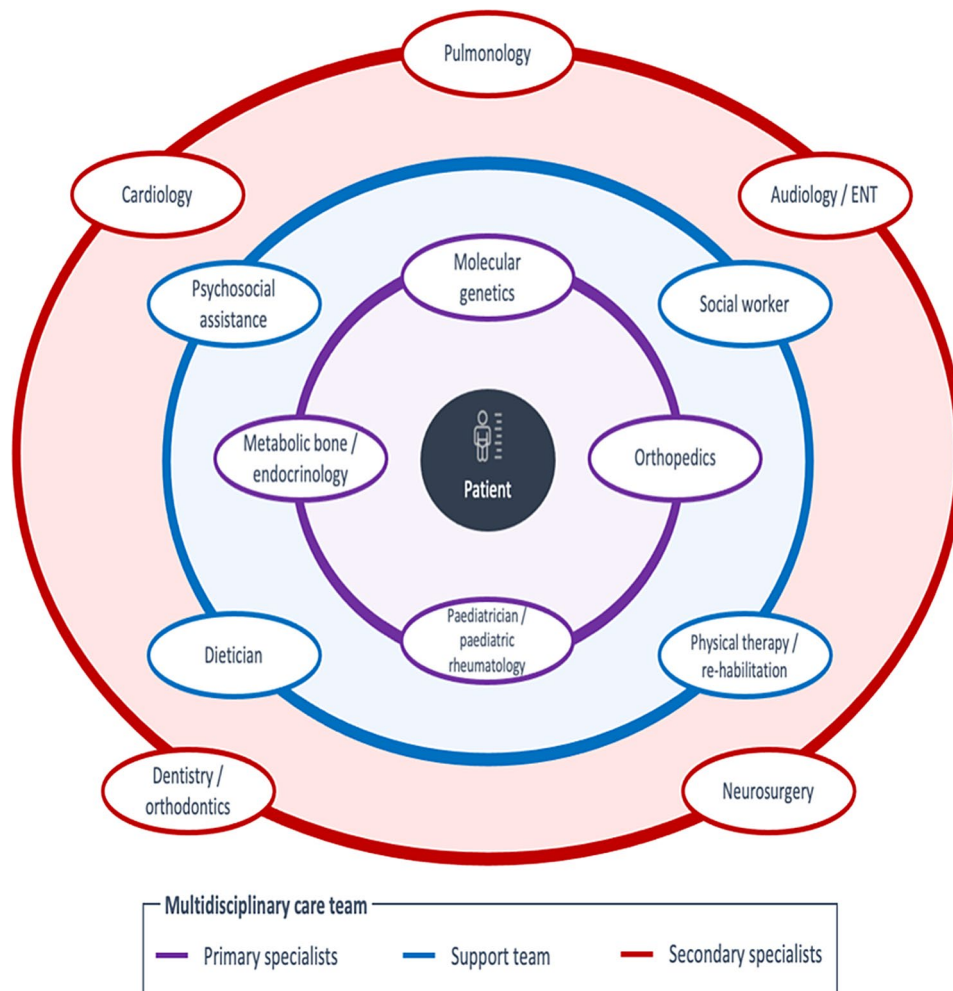 Pulmonology
Cardiology
Audiology / ENT
Molecular
genetics
Psychosocial
assistance
Social worker
Metabolic bone /
endocrinology
Patient
Orthopedics
Paediatrician /
paediatric
rheumatology
Dietician
Physical therapy /
re-habilitation
Dentistry /
orthodontics
Neurosurgery
Multidisciplinary care team
Primary specialists
Support team
Secondary specialists